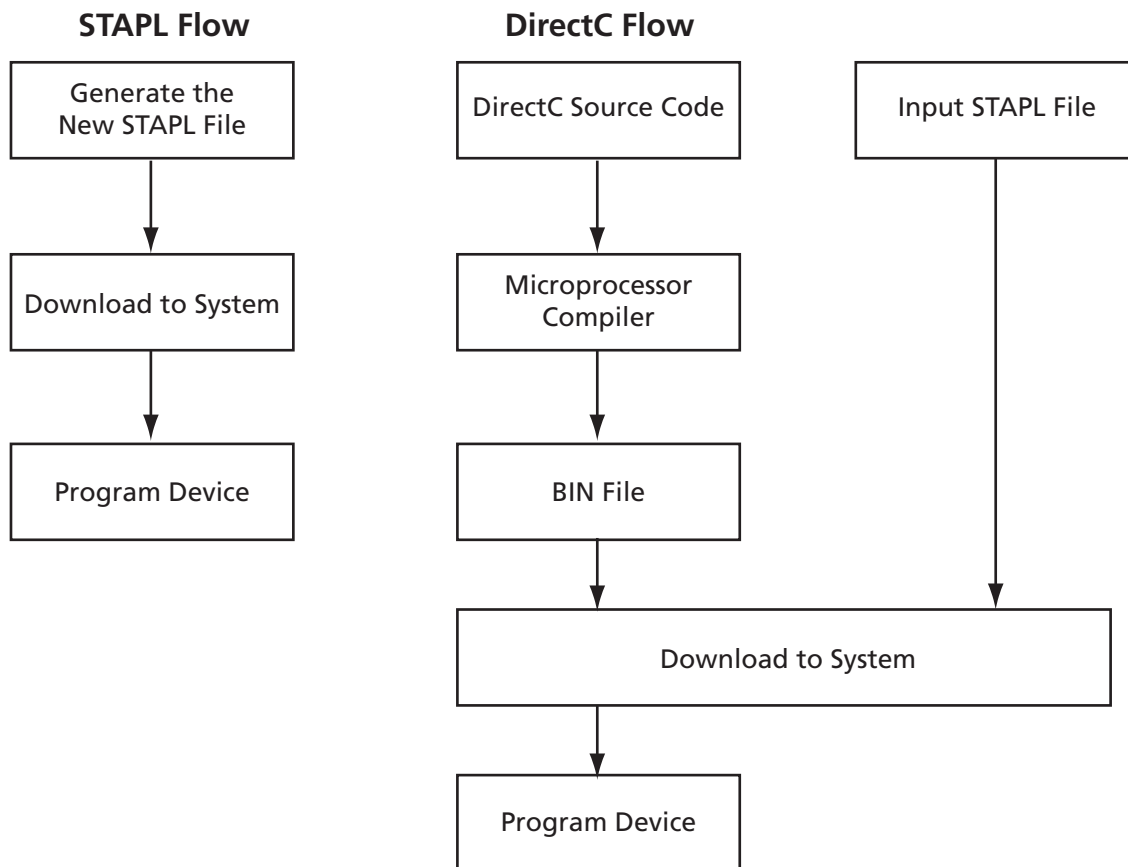 STAPL Flow
Generate the
New STAPL File
Download to System
Program Device
DirectC Flow
DirectC Source Code
Input STAPL File
Microprocessor
Compiler
BIN File
Download to System
Program Device